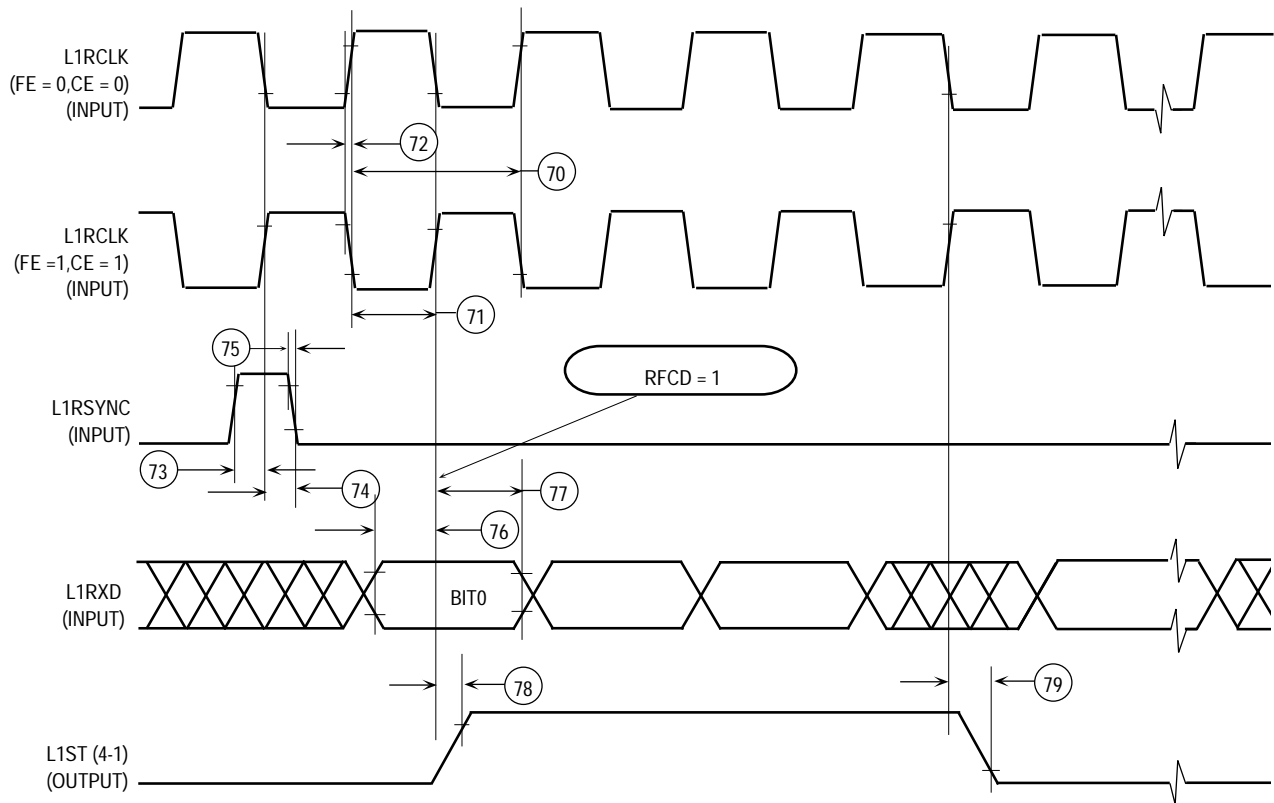 L1RCLK
(FE = 0,CE = 0)
(INPUT)
72
70
L1RCLK
(FE =1,CE = 1)
(INPUT)
71
75
RFCD = 1
L1RSYNC
(INPUT)
73
74
77
76
L1RXD
(INPUT)
BIT0
78
79
L1ST (4-1)
(OUTPUT)